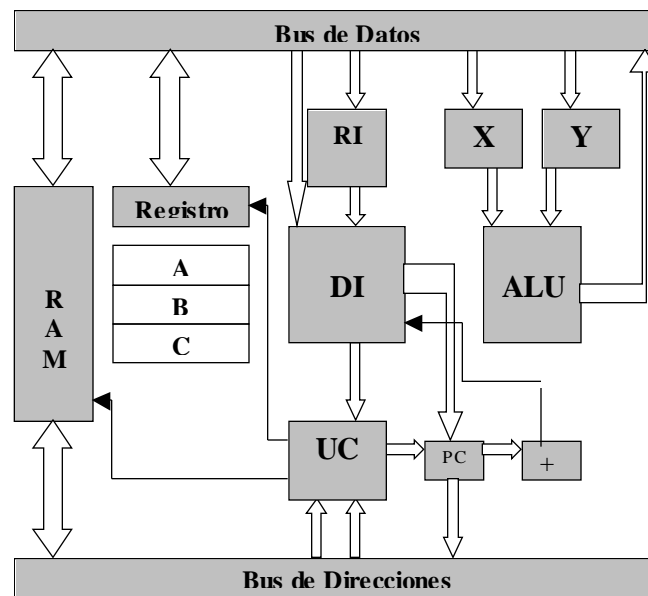 Bus de Datos
RI
X
Y
Registro
A
B
C
R
A
M
DI
ALU
UC
PC
+
Bus de Direcciones